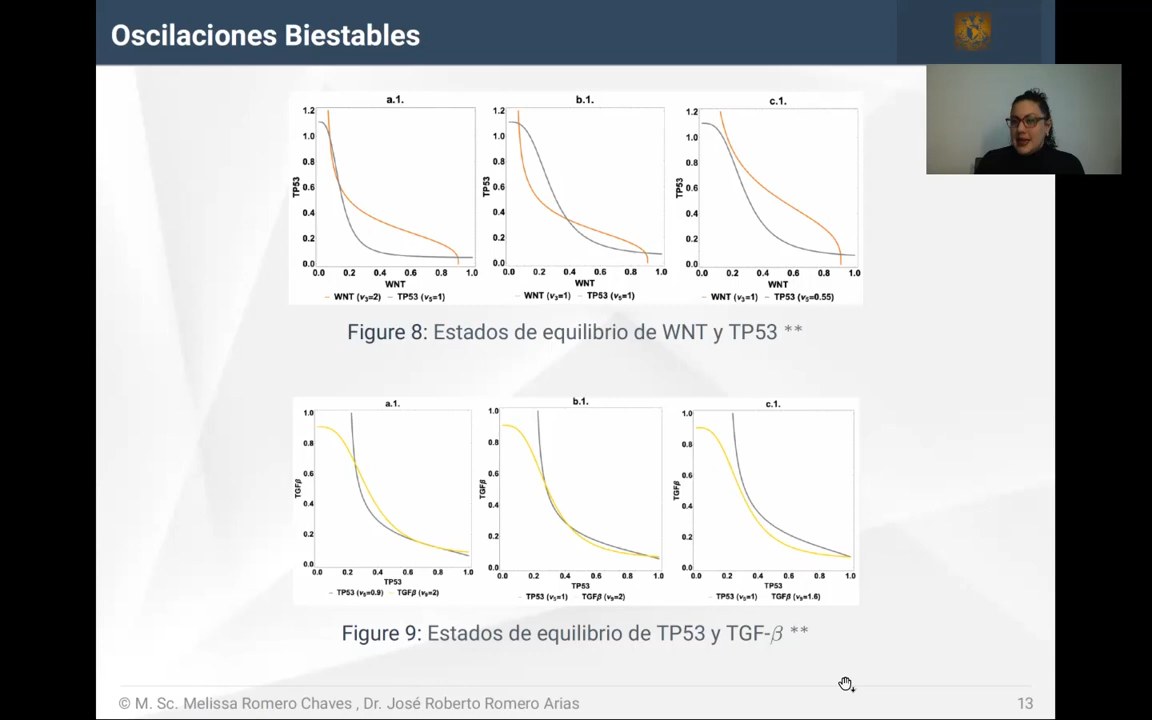 Oscilaciones Biestables
a.1.
b.1.
c.1.
1.2 1.0 0.8 0.6 0.4 0.2 0.0
TP53
0.0 0.2 0.4 0.6 0.8 1.0
WNT
WNT (v₃=2) TP53 (v₅=1)
1.2 1.0 0.8 0.6 0.4 0.2 0.0
TP53
0.0 0.2 0.4 0.6 0.8 1.0
WNT
WNT (v₃=1) TP53 (v₅=1)
1.2 1.0 0.8 0.6 0.4 0.2 0.0
TP53
0.0 0.2 0.4 0.6 0.8 1.0
WNT
WNT (v₃=1) TP53 (v₅=0.55)
Figure 8: Estados de equilibrio de WNT y TP53 **
a.1.
b.1.
c.1.
1.0 0.8 0.6 0.4 0.2 0.0
TGFβ
0.0 0.2 0.4 0.6 0.8 1.0
TP53
TP53 (v₅=0.9) TGFβ (v₉=2)
1.0 0.8 0.6 0.4 0.2 0.0
TGFβ
0.0 0.2 0.4 0.6 0.8 1.0
TP53
TP53 (v₅=1) TGFβ (v₉=2)
1.0 0.8 0.6 0.4 0.2 0.0
TGFβ
0.0 0.2 0.4 0.6 0.8 1.0
TP53
TP53 (v₅=1) TGFβ (v₉=1.6)
Figure 9: Estados de equilibrio de TP53 y TGF-β **
© M. Sc. Melissa Romero Chaves , Dr. José Roberto Romero Arias
13